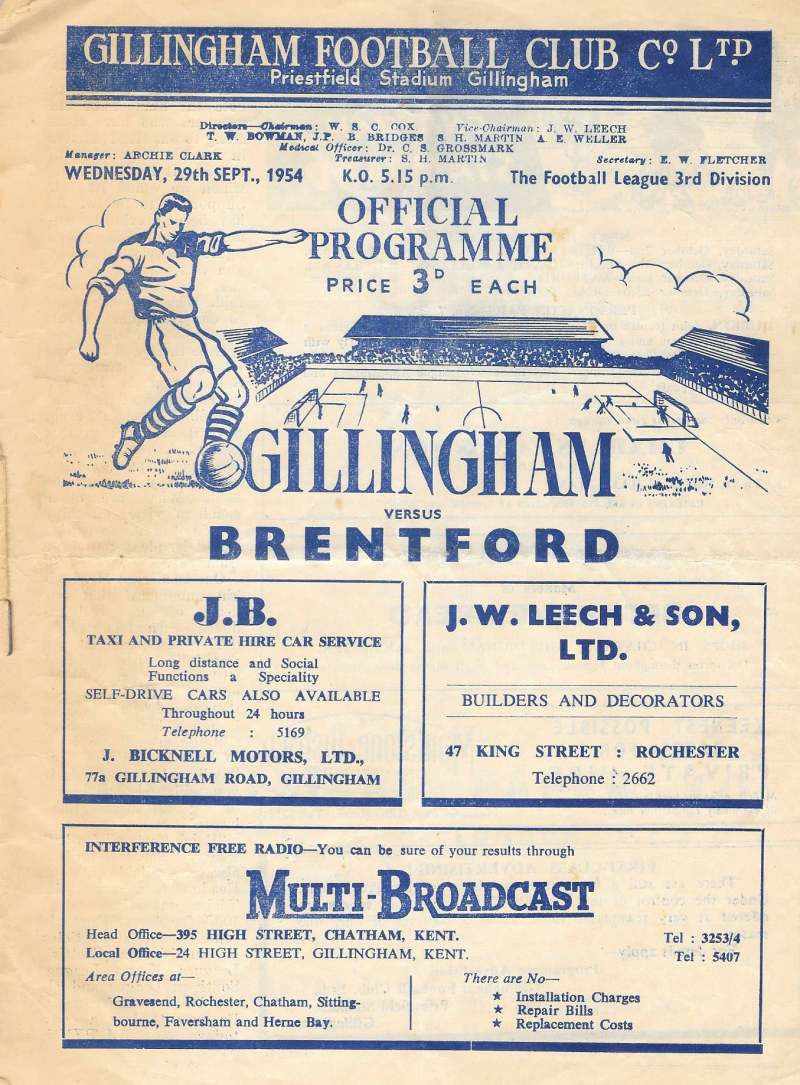 GILLINGHAM FOOTBALL CLUB Cº LTD.
Priestfield Stadium Gillingham
Directors—Chairman: W. S. C. COX. Vice-Chairman: J. W. LEECH
T. W. BOWMAN, J.P. B. BRIDGES S H. MARTIN A. E. WELLER
Medical Officer: Dr. C. S. GROSSMARK
Manager: ARCHIE CLARK Treasurer: S. H. MARTIN Secretary: E. W. FLETCHER
WEDNESDAY, 29th SEPT., 1954 K.O. 5.15 p.m. The Football League 3rd Division
OFFICIAL
PROGRAMME
PRICE 3D EACH
GILLINGHAM
VERSUS
BRENTFORD
J.B.
TAXI AND PRIVATE HIRE CAR SERVICE
Long distance and Social
Functions a Speciality
SELF-DRIVE CARS ALSO AVAILABLE
Throughout 24 hours
Telephone : 5169
J. BICKNELL MOTORS, LTD.,
77a GILLINGHAM ROAD, GILLINGHAM
J. W. LEECH & SON,
LTD.
BUILDERS AND DECORATORS
47 KING STREET : ROCHESTER
Telephone : 2662
INTERFERENCE FREE RADIO—You can be sure of your results through
MULTI-BROADCAST
Head Office—395 HIGH STREET, CHATHAM, KENT. Tel : 3253/4
Local Office—24 HIGH STREET, GILLINGHAM, KENT. Tel : 5407
Area Offices at—
Gravesend, Rochester, Chatham, Sitting-
bourne, Faversham and Herne Bay.
There are No—
★ Installation Charges
★ Repair Bills
★ Replacement Costs